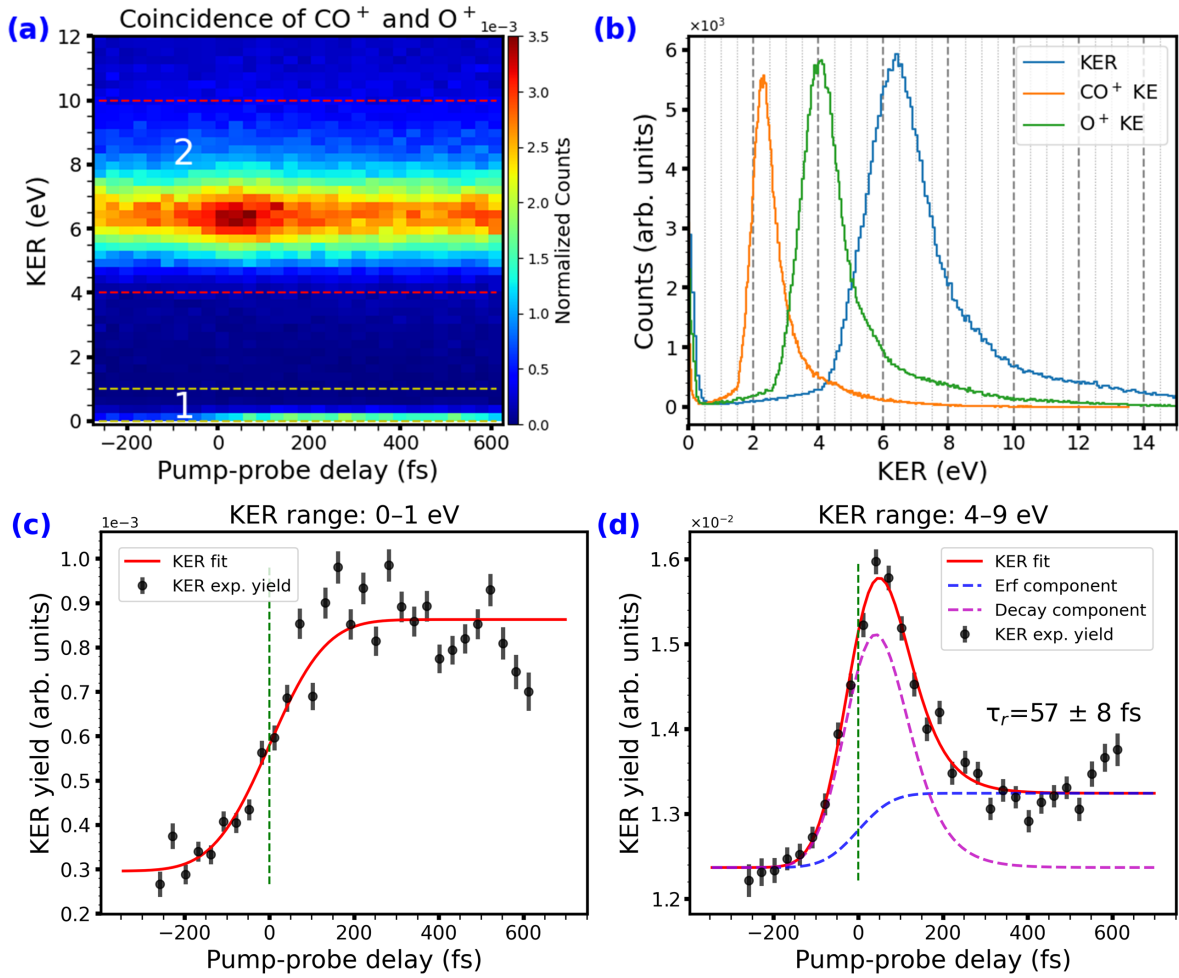 (a)
Coincidence of CO⁺ and O⁺
1e−3
12
10
8
6
4
2
0
KER (eV)
2
1
−200 0 200 400 600
Pump-probe delay (fs)
3.5
3.0
2.5
2.0
1.5
1.0
0.5
0.0
Normalized Counts
(b)
×10³
6
5
4
3
2
1
0
Counts (arb. units)
KER
CO⁺ KE
O⁺ KE
0 2 4 6 8 10 12 14
KER (eV)
(c)
1e−3
KER range: 0–1 eV
1.0
0.9
0.8
0.7
0.6
0.5
0.4
0.3
0.2
KER yield (arb. units)
KER fit
KER exp. yield
−200 0 200 400 600
Pump-probe delay (fs)
(d)
×10⁻²
KER range: 4–9 eV
1.6
1.5
1.4
1.3
1.2
KER yield (arb. units)
KER fit
Erf component
Decay component
KER exp. yield
τᵣ=57 ± 8 fs
−200 0 200 400 600
Pump-probe delay (fs)